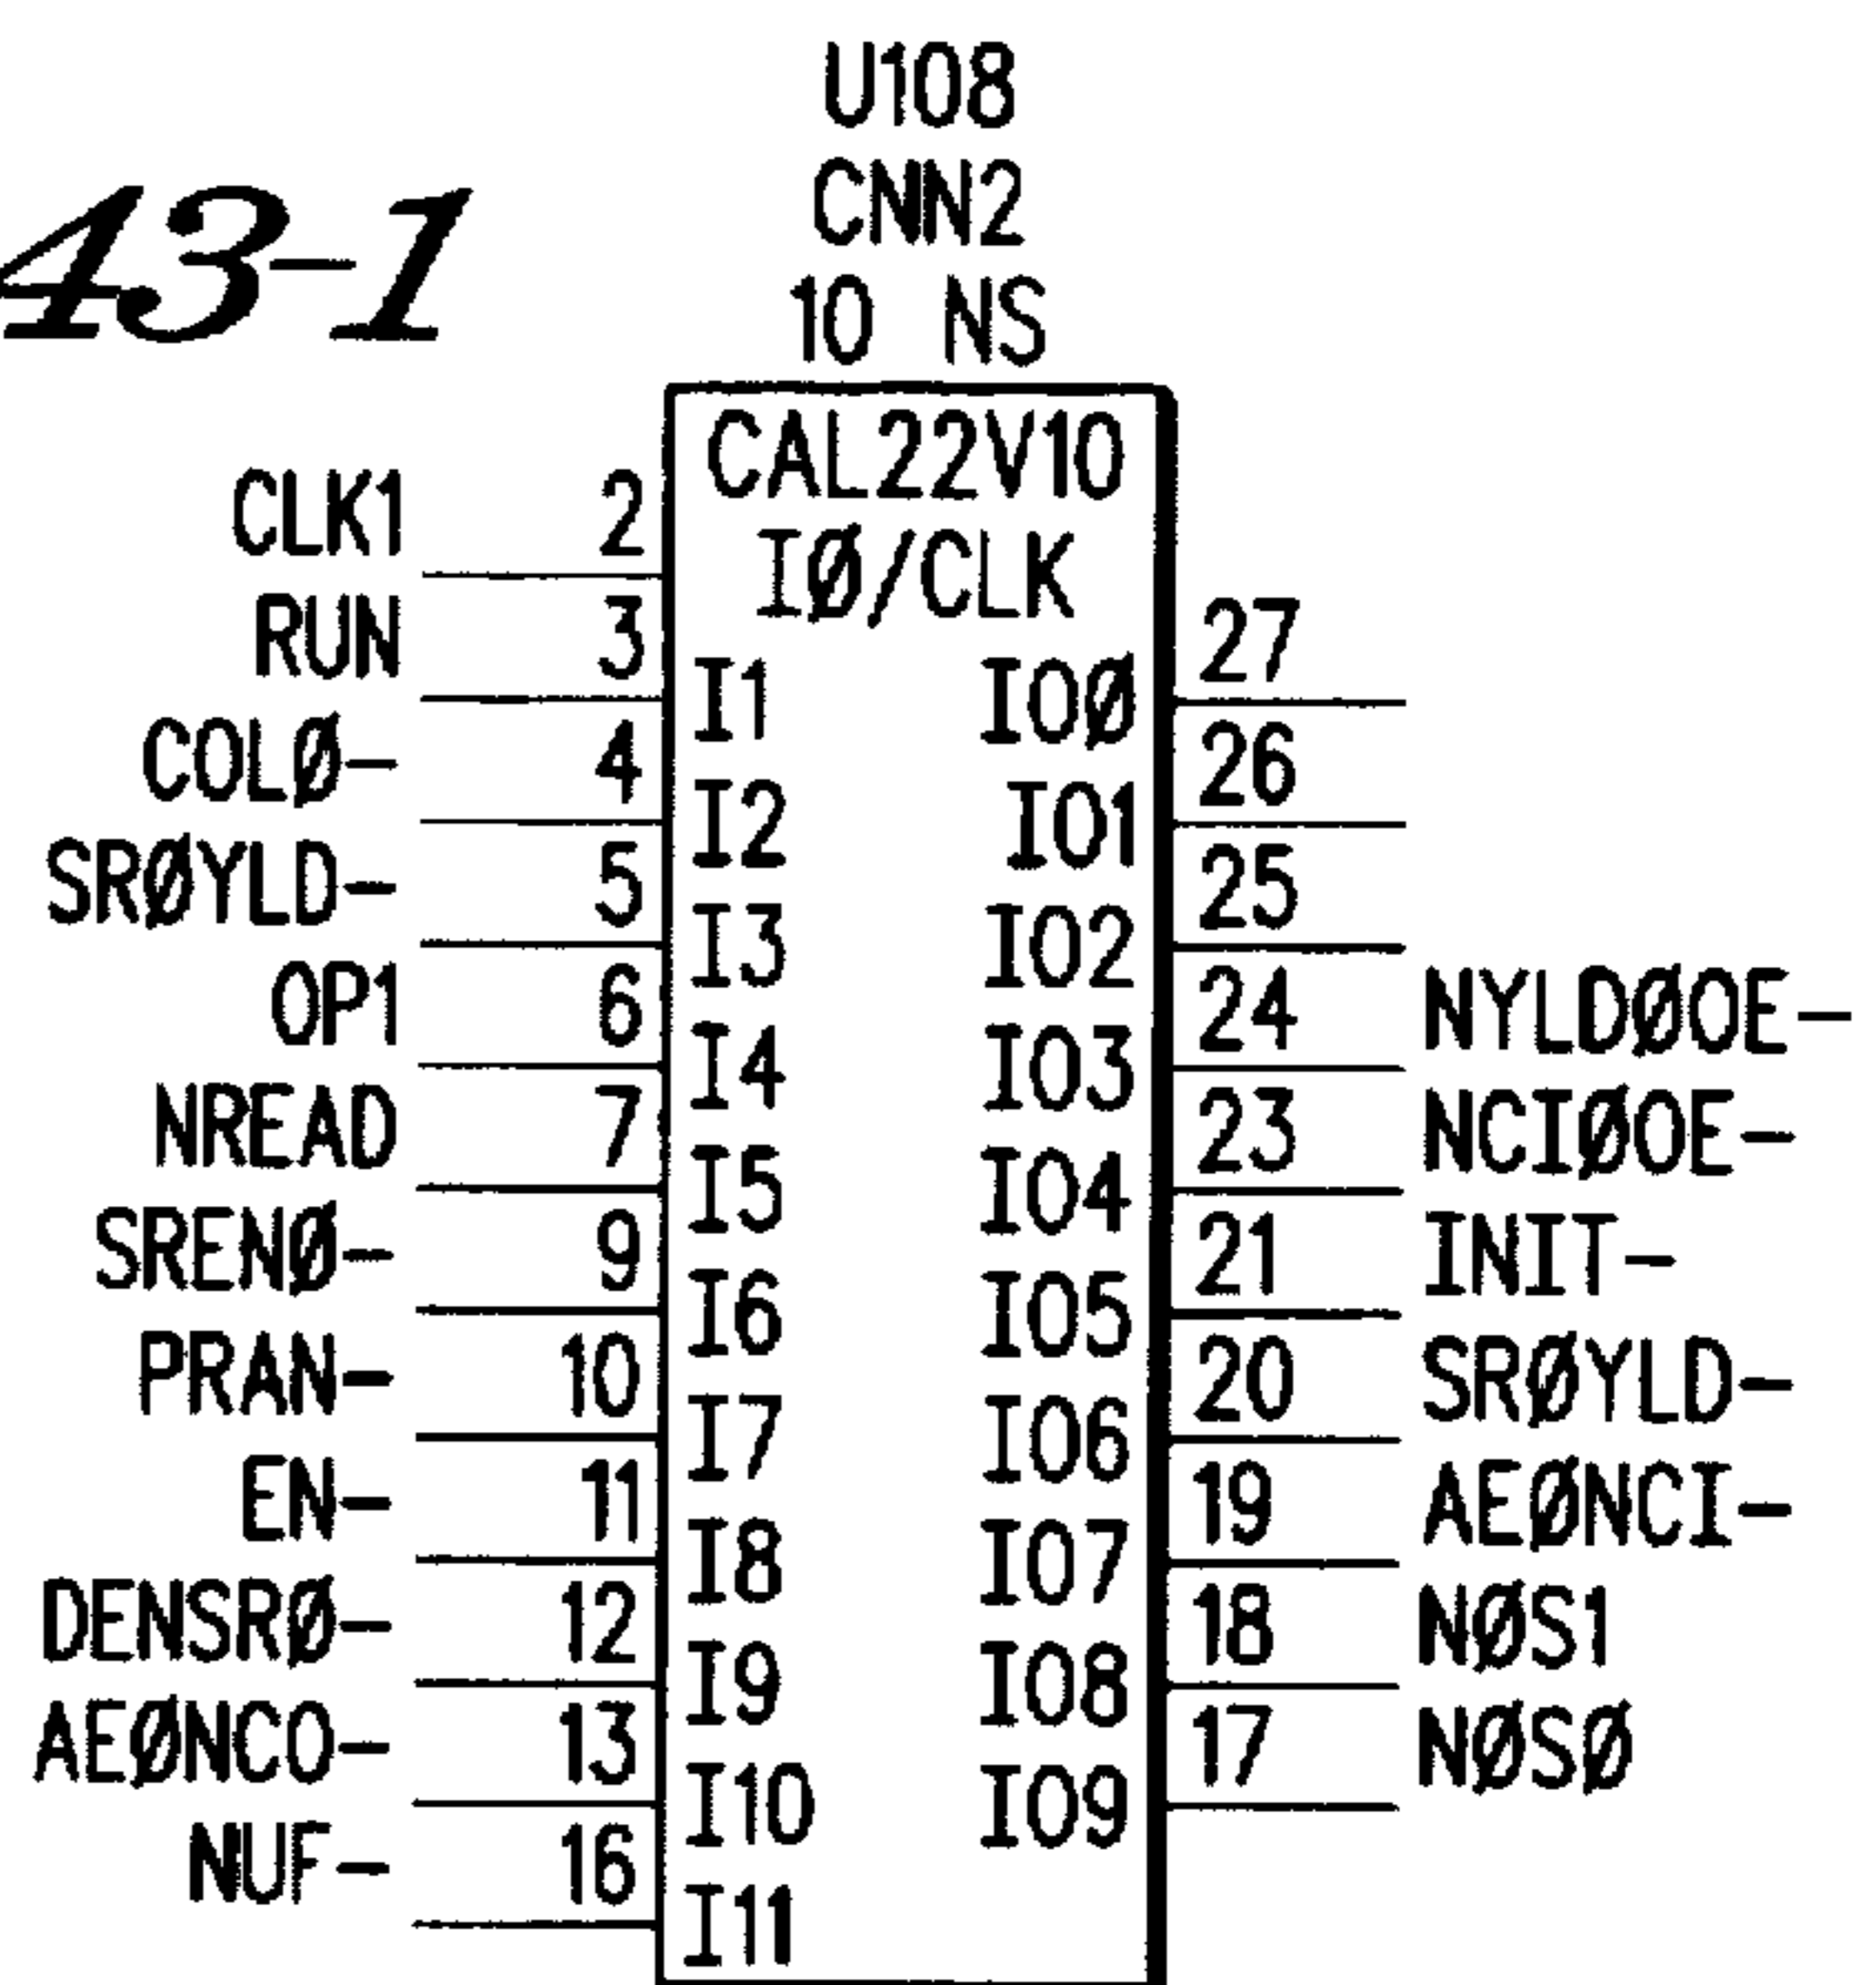 U108
CNN2
43-1
10 NS
CAL22V10
CLK1 2 IØ/CLK
RUN 3 I1 IOØ 27
COLØ- 4 I2 IO1 26
SRØYLD- 5 I3 IO2 25
OP1 6 I4 IO3 24 NYLDØOE-
NREAD 7 I5 IO4 23 NCIØOE-
SRENØ- 9 I6 IO5 21 INIT-
PRAN- 10 I7 IO6 20 SRØYLD-
EN- 11 I8 IO7 19 AEØNCI-
DENSRØ- 12 I9 IO8 18 NØS1
AEØNCO- 13 I10 IO9 17 NØSØ
NUF- 16 I11